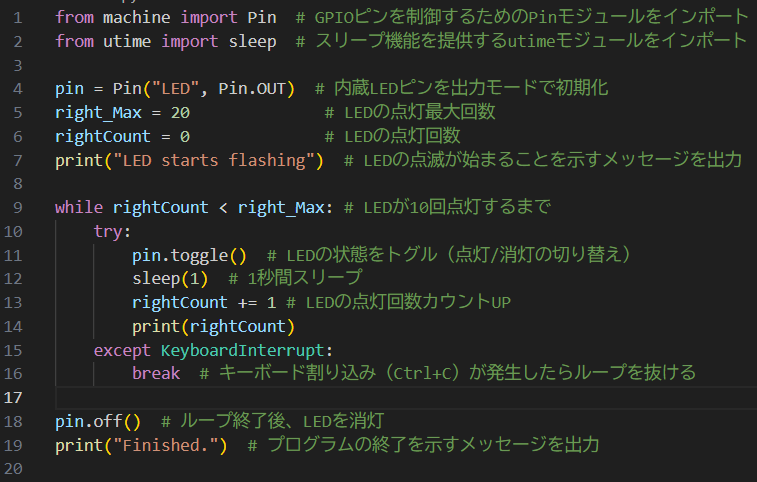 1 from machine import Pin # GPIOピンを制御するためのPinモジュールをインポート
2 from utime import sleep # スリープ機能を提供するutimeモジュールをインポート
3
4 pin = Pin("LED", Pin.OUT) # 内蔵LEDピンを出力モードで初期化
5 right_Max = 20 # LEDの点灯最大回数
6 rightCount = 0 # LEDの点灯回数
7 print("LED starts flashing") # LEDの点滅が始まることを示すメッセージを出力
8
9 while rightCount < right_Max: # LEDが10回点灯するまで
10 try:
11 pin.toggle() # LEDの状態をトグル（点灯/消灯の切り替え）
12 sleep(1) # 1秒間スリープ
13 rightCount += 1 # LEDの点灯回数カウントUP
14 print(rightCount)
15 except KeyboardInterrupt:
16 break # キーボード割り込み（Ctrl+C）が発生したらループを抜ける
17
18 pin.off() # ループ終了後、LEDを消灯
19 print("Finished.") # プログラムの終了を示すメッセージを出力
20